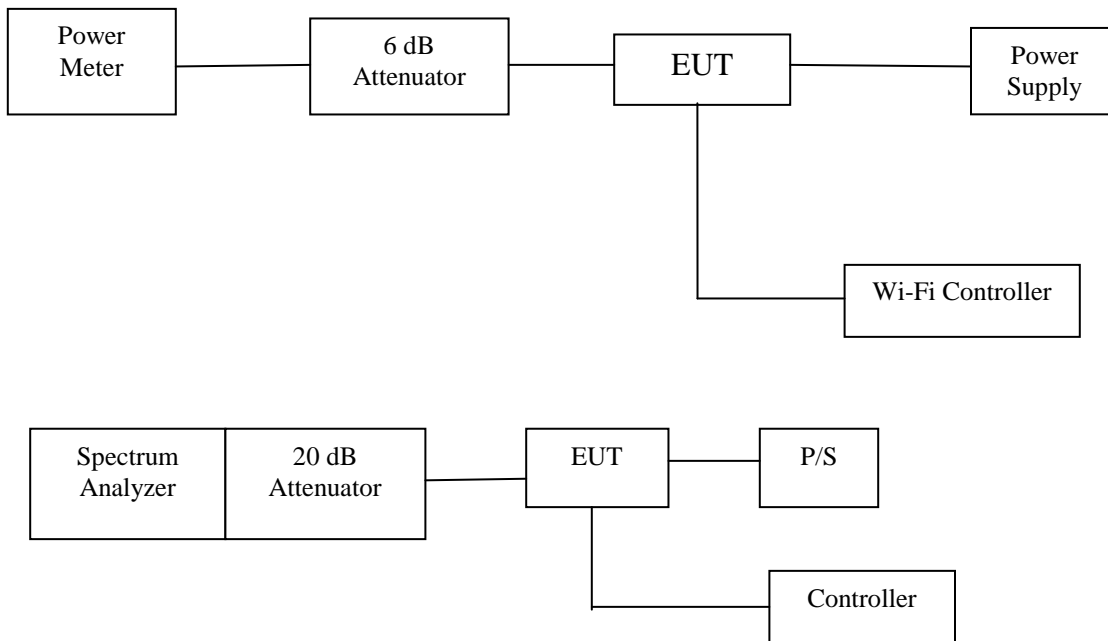 Power
Meter
6 dB
Attenuator
EUT
Power
Supply
Wi-Fi Controller
Spectrum
Analyzer
20 dB
Attenuator
EUT
P/S
Controller